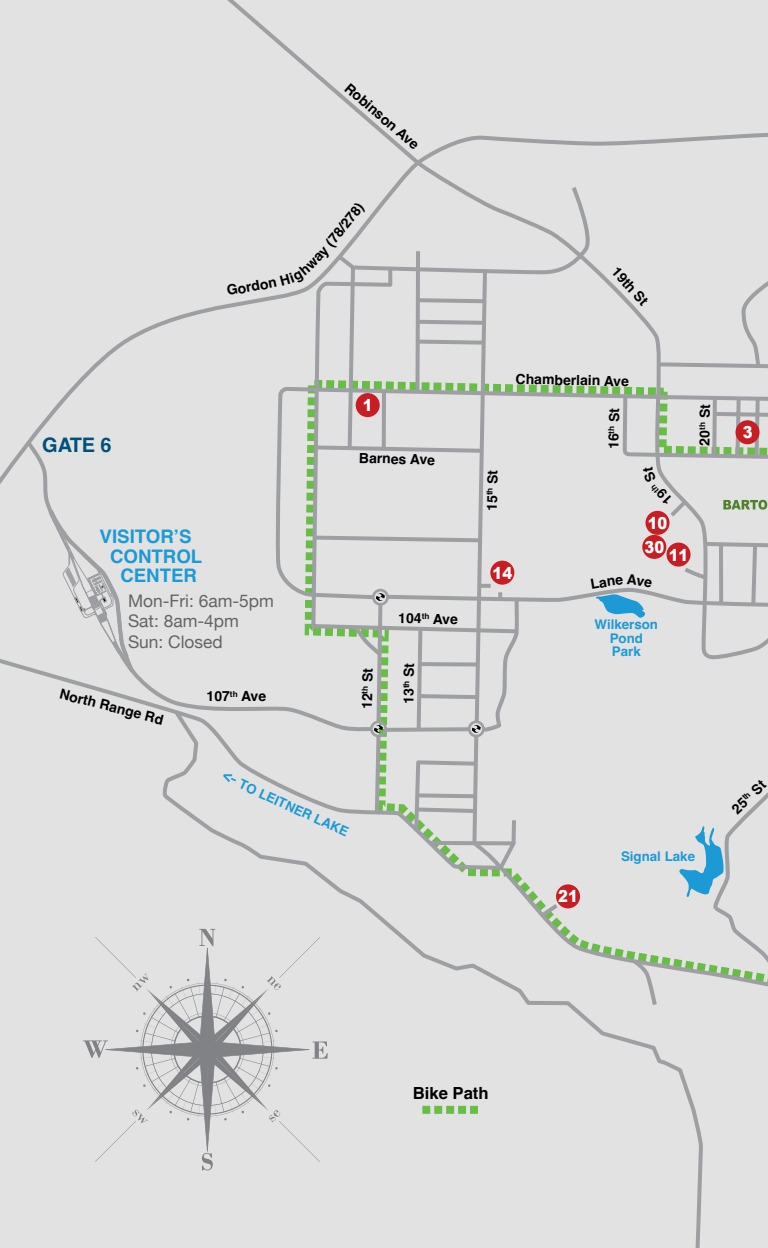 Robinson Ave
Gordon Highway (78/278)
19th St
Chamberlain Ave
1
16th St
20th St
3
GATE 6
Barnes Ave
15th St
19th St
BARTO
10
30
11
VISITOR'S
CONTROL
CENTER
Mon-Fri: 6am-5pm
Sat: 8am-4pm
Sun: Closed
14
Lane Ave
104th Ave
Wilkerson
Pond
Park
12th St
13th St
107th Ave
North Range Rd
<- TO LEITNER LAKE
25th St
Signal Lake
21
N
nw
ne
W
E
sw
se
S
Bike Path